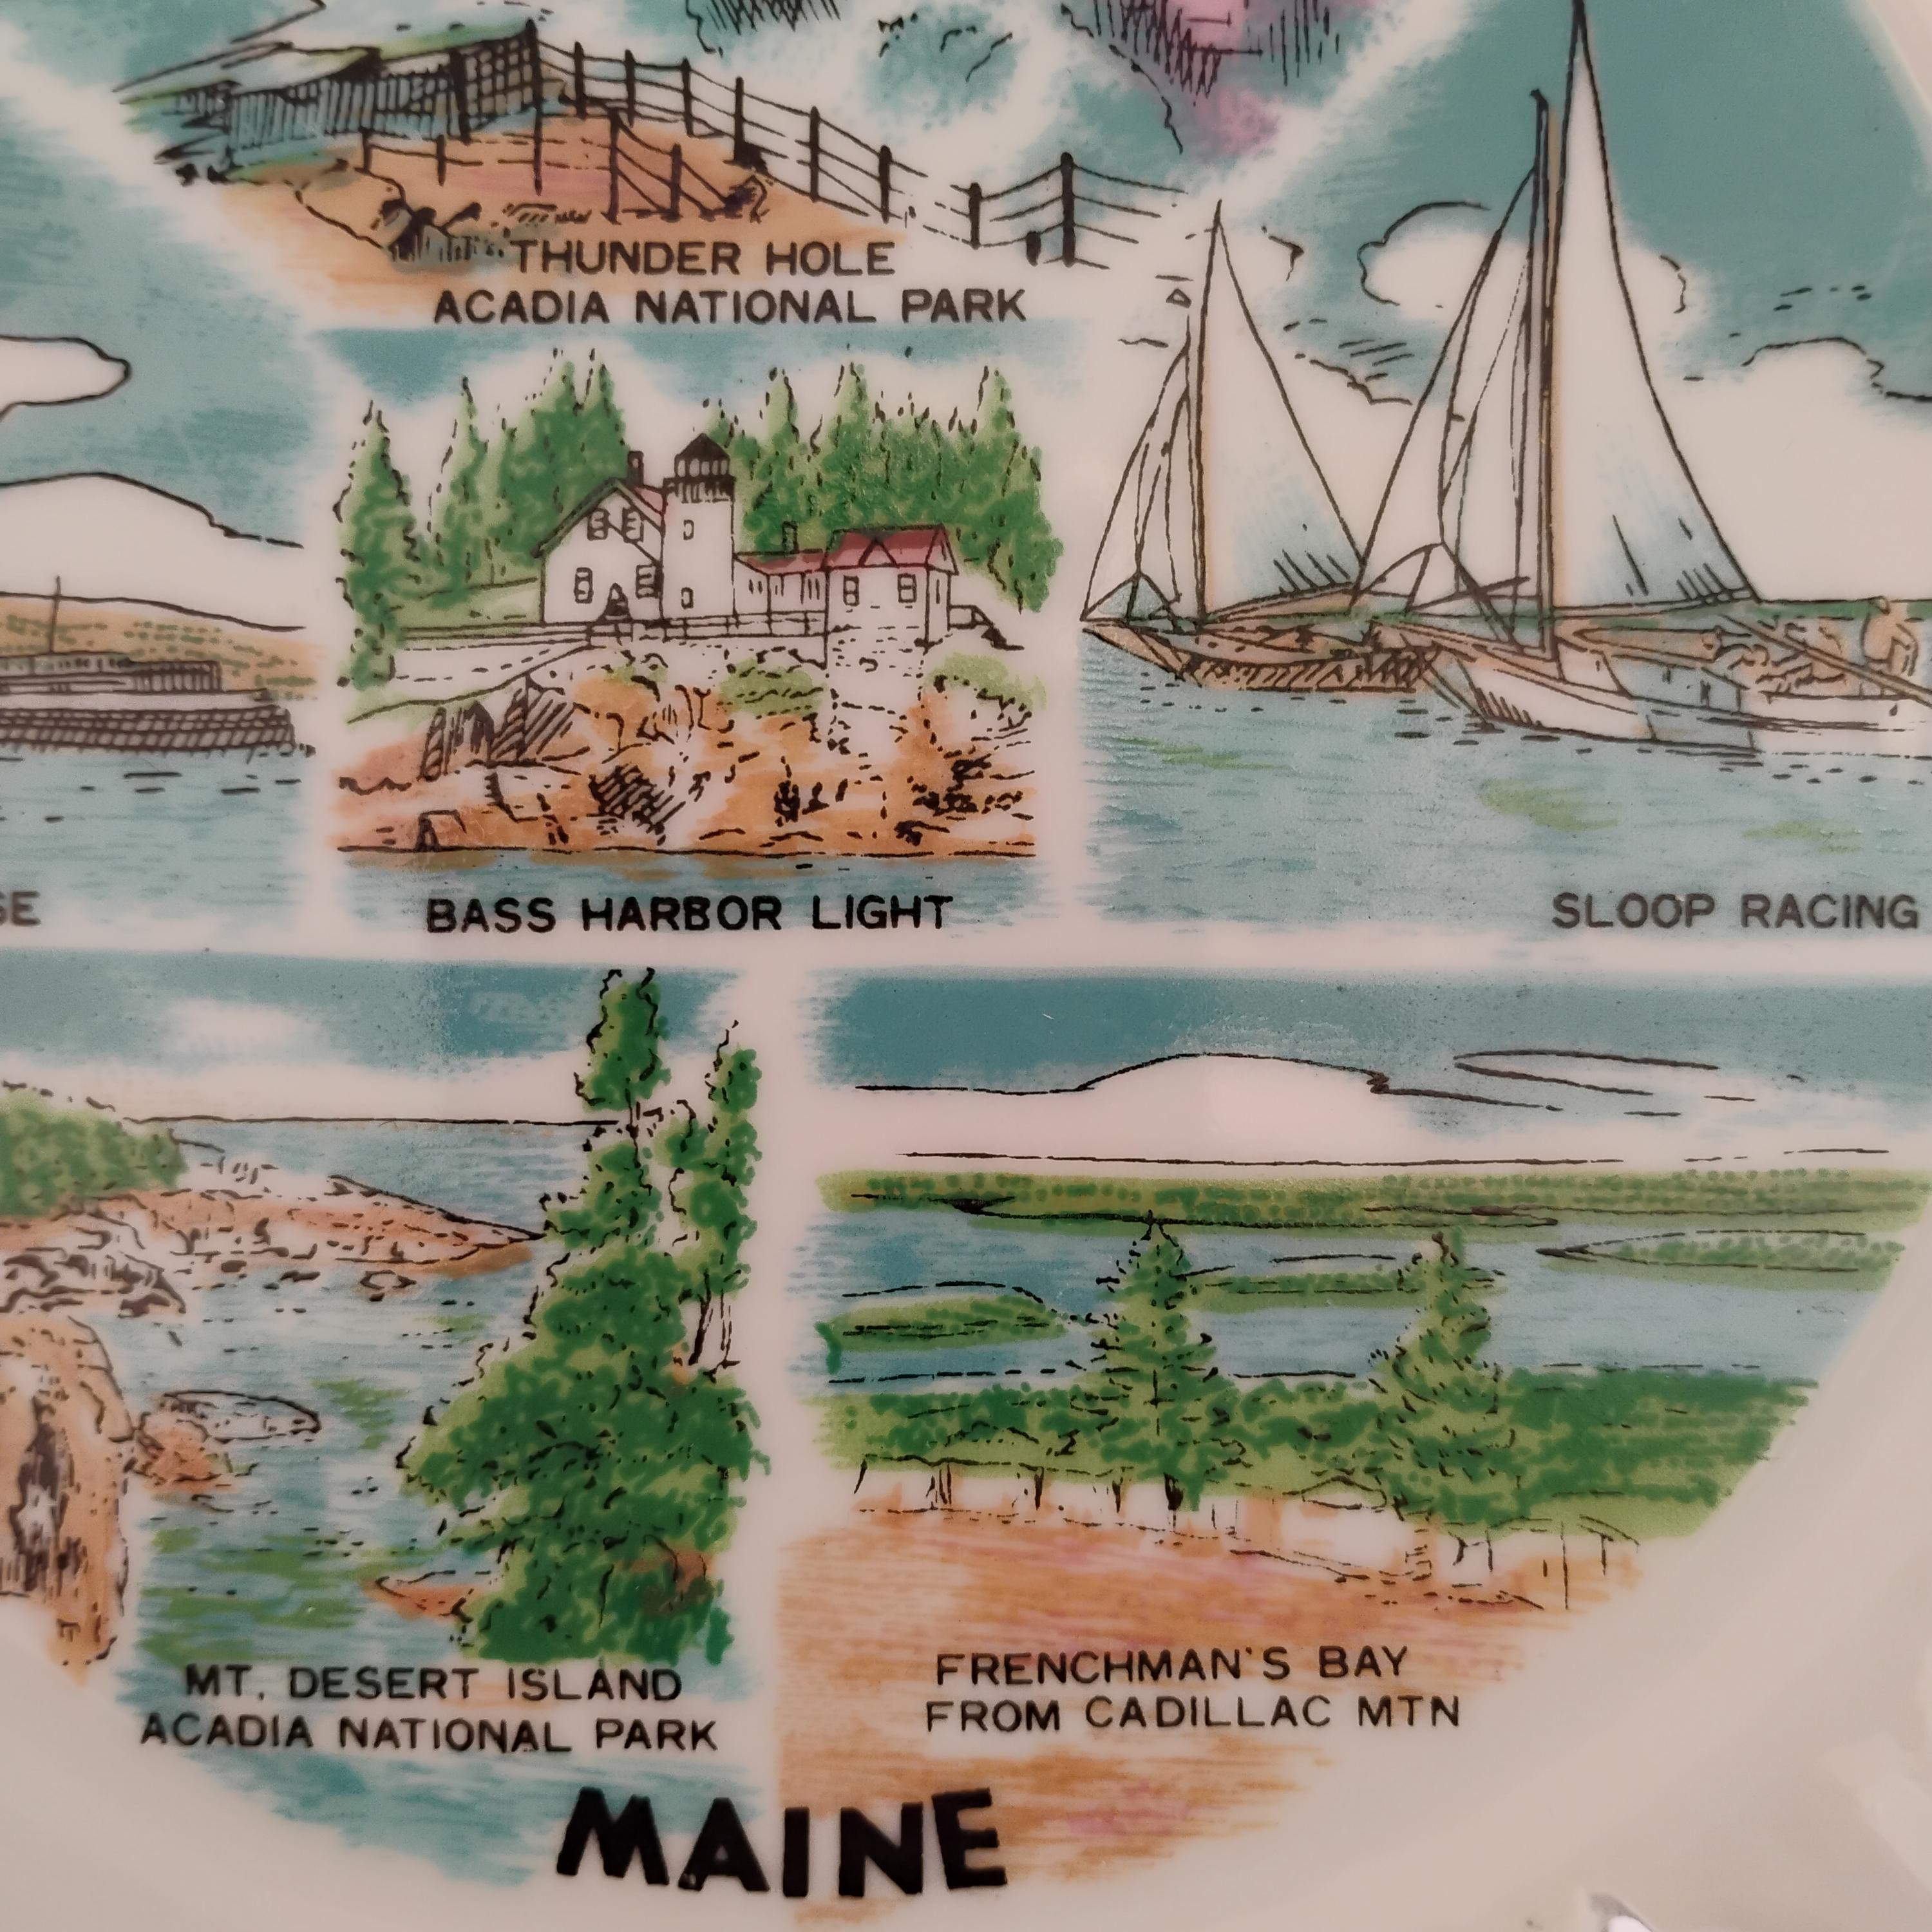 THUNDER HOLE
ACADIA NATIONAL PARK
BASS HARBOR LIGHT
SLOOP RACING
MT. DESERT ISLAND
ACADIA NATIONAL PARK
FRENCHMAN'S BAY
FROM CADILLAC MTN
MAINE